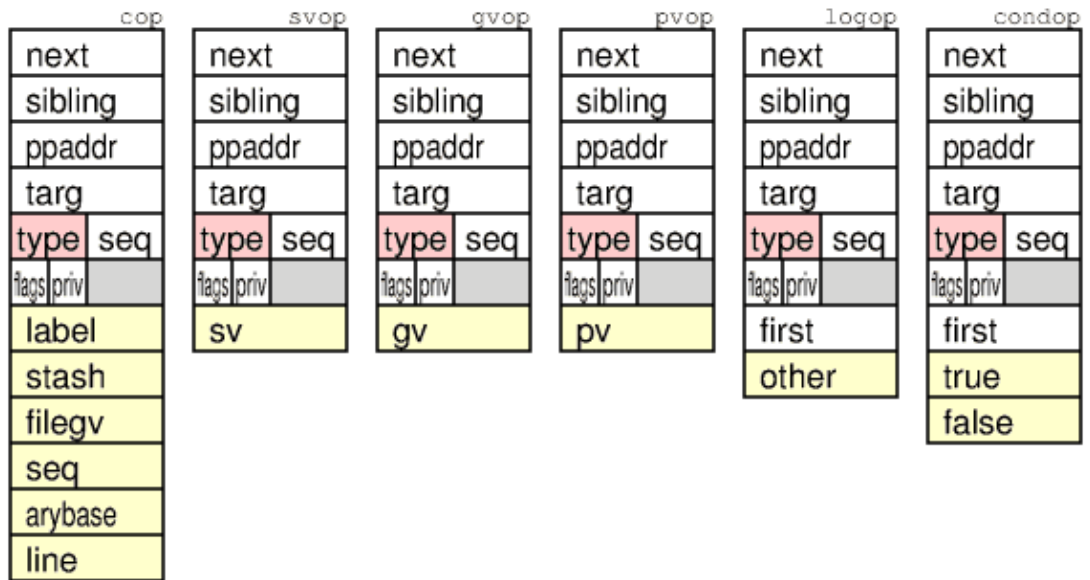 cop svop gvop pvop logop condop
next next next next next next
sibling sibling sibling sibling sibling sibling
ppaddr ppaddr ppaddr ppaddr ppaddr ppaddr
targ targ targ targ targ targ
type seq type seq type seq type seq type seq type seq
flags priv flags priv flags priv flags priv flags priv flags priv
label sv gv pv first first
stash other true
filegv false
seq
arybase
line